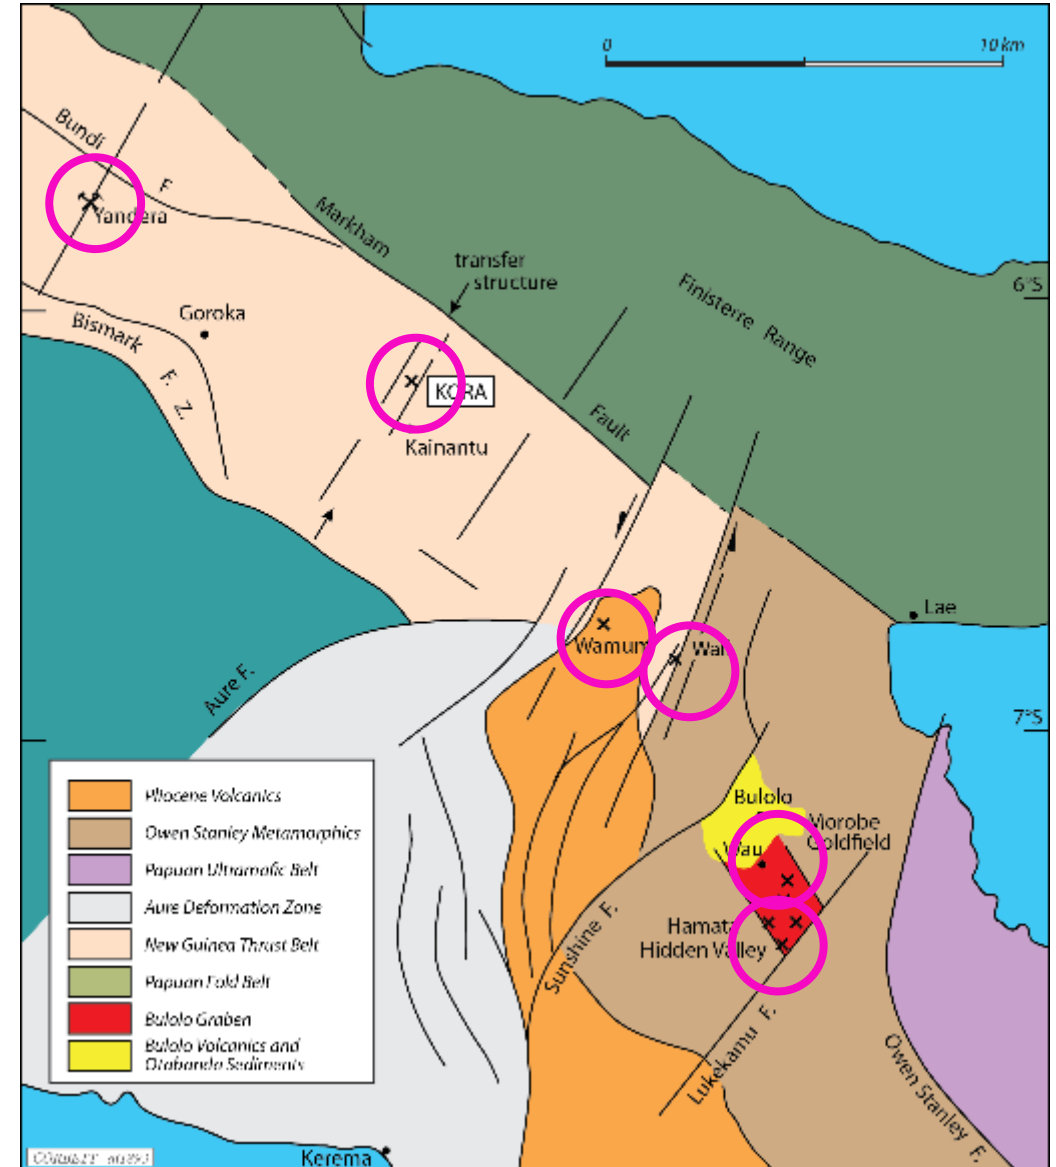 0 10 km
Bundi
F.
Yandera
Markham
transfer
structure
6°S
Finisterre Range
Goroka
Bismark
F. Z.
KORA
Fault
Kainantu
Lae
Wamum
Aure F.
7°S
Bulolo
Morobe
Goldfield
Wau
Hamata
Hidden Valley
Sunshine F.
Lukekamu F.
Owen Stanley F.
Pliocene Volcanics
Owen Stanley Metamorphics
Papuan Ultramafic Belt
Aure Deformation Zone
New Guinea Thrust Belt
Papuan Fold Belt
Bulolo Graben
Bulolo Volcanics and
Otabanda Sediments
Kerema